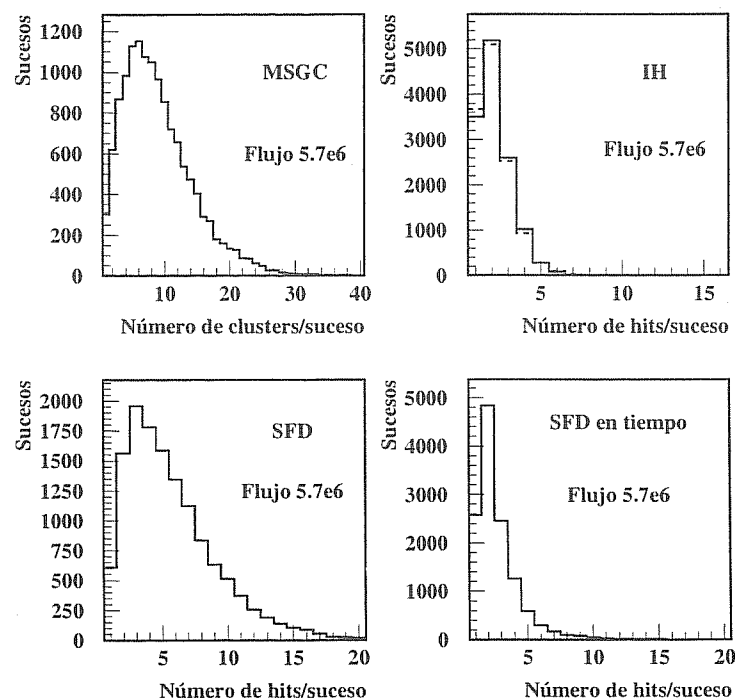 Sucesos
1200
1000
800
600
400
200
0
MSGC
Flujo 5.7e6
10
20
30
40
Número de clusters/suceso
Sucesos
5000
4000
3000
2000
1000
0
IH
Flujo 5.7e6
5
10
15
Número de hits/suceso
Sucesos
2000
1750
1500
1250
1000
750
500
250
0
SFD
Flujo 5.7e6
5
10
15
20
Número de hits/suceso
Sucesos
5000
4000
3000
2000
1000
0
SFD en tiempo
Flujo 5.7e6
5
10
15
20
Número de hits/suceso